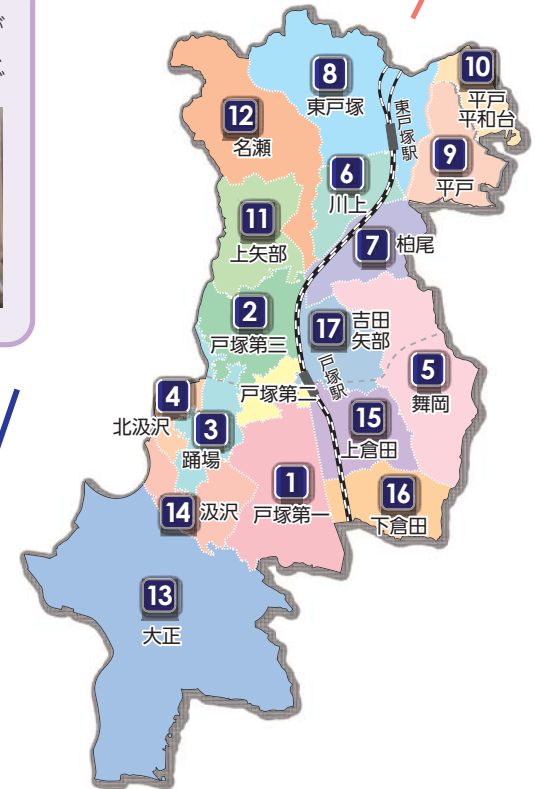 が
8
東戸塚
10
平戸
平和台
東戸塚駅
12
名瀬
9
平戸
6
川上
11
上矢部
7
柏尾
2
戸塚第三
17
吉田
矢部
戸塚駅
5
舞岡
4
北汲沢
戸塚第二
3
踊場
15
上倉田
1
戸塚第一
16
下倉田
14
汲沢
13
大正